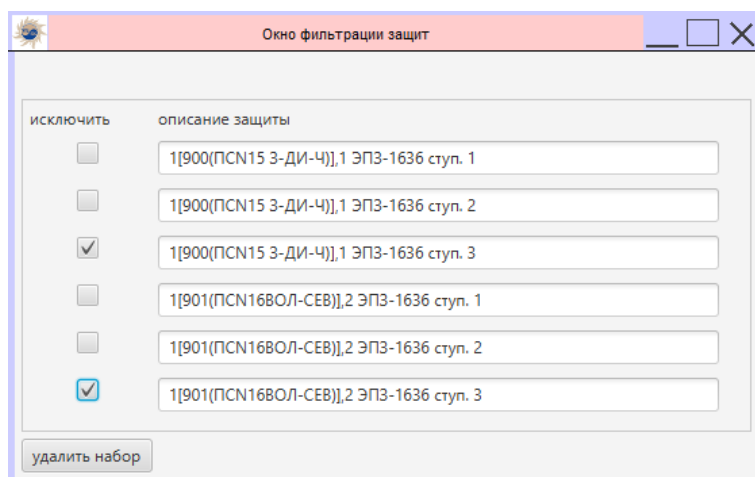 Окно фильтрации защит
исключить описание защиты
1[900(ПСN15 3-ДИ-Ч)],1 ЭПЗ-1636 ступ. 1
1[900(ПСN15 3-ДИ-Ч)],1 ЭПЗ-1636 ступ. 2
1[900(ПСN15 3-ДИ-Ч)],1 ЭПЗ-1636 ступ. 3
1[901(ПСN16ВОЛ-СЕВ)],2 ЭПЗ-1636 ступ. 1
1[901(ПСN16ВОЛ-СЕВ)],2 ЭПЗ-1636 ступ. 2
1[901(ПСN16ВОЛ-СЕВ)],2 ЭПЗ-1636 ступ. 3
удалить набор